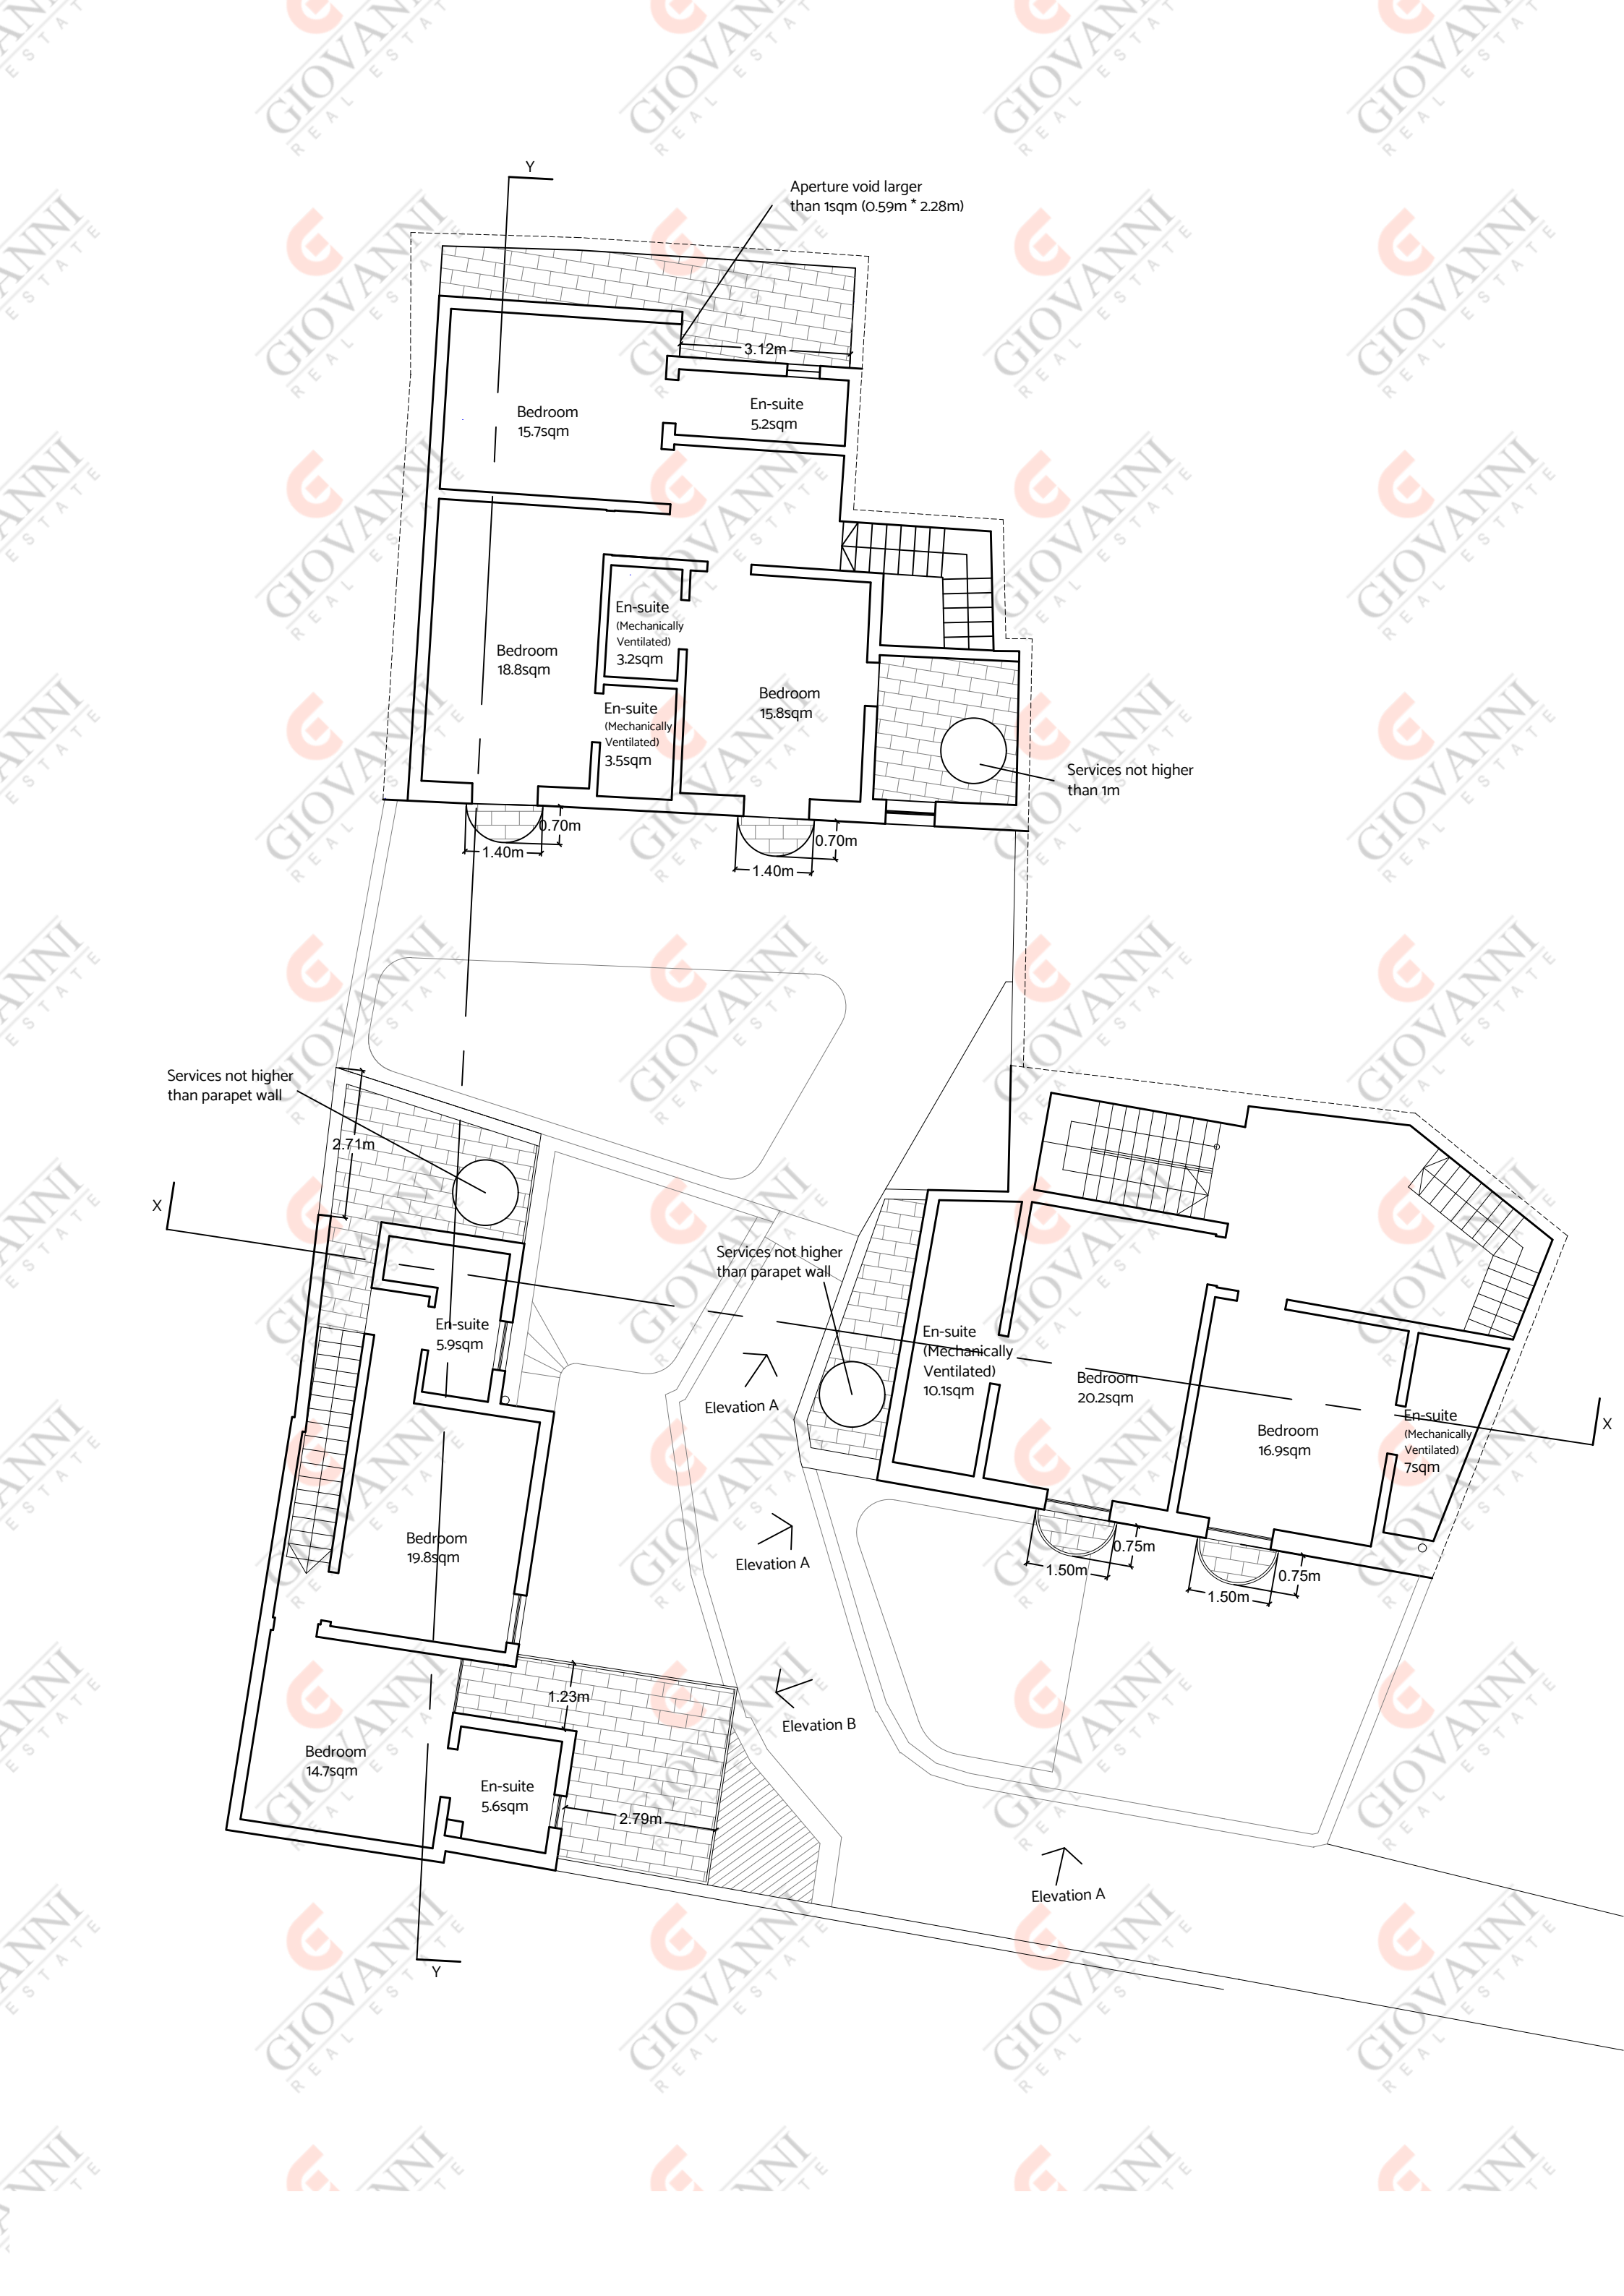 Y
Aperture void larger
than 1sqm (0.59m * 2.28m)
3.12m
Bedroom
15.7sqm
En-suite
5.2sqm
En-suite
(Mechanically
Ventilated)
3.2sqm
Bedroom
18.8sqm
En-suite
(Mechanically
Ventilated)
3.5sqm
Bedroom
15.8sqm
Services not higher
than 1m
0.70m
1.40m
0.70m
1.40m
Services not higher
than parapet wall
2.71m
X
Services not higher
than parapet wall
En-suite
5.9sqm
En-suite
(Mechanically
Ventilated)
10.1sqm
Bedroom
20.2sqm
Bedroom
16.9sqm
En-suite
(Mechanically
Ventilated)
7sqm
X
Elevation A
Bedroom
19.8sqm
Elevation A
0.75m
1.50m
0.75m
1.50m
1.23m
Elevation B
Bedroom
14.7sqm
En-suite
5.6sqm
2.79m
Elevation A
Y
GIOVANNI
REAL ESTATE